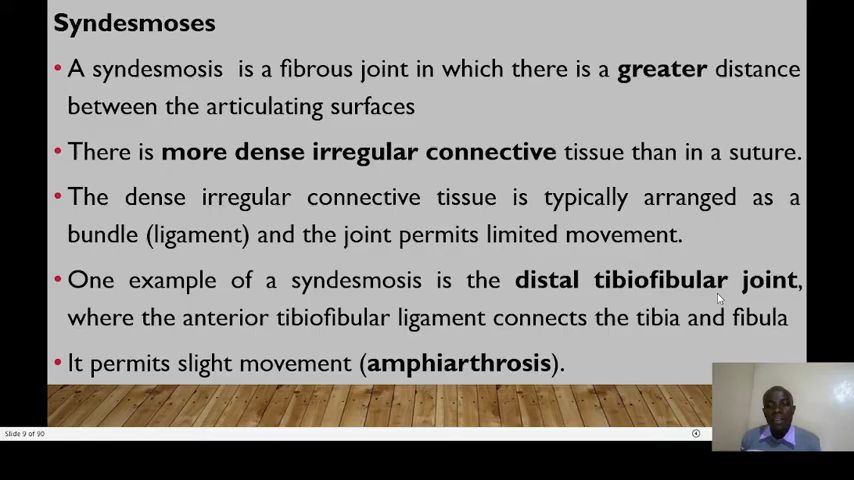 Syndesmoses
• A syndesmosis is a fibrous joint in which there is a greater distance
between the articulating surfaces
• There is more dense irregular connective tissue than in a suture.
• The dense irregular connective tissue is typically arranged as a
bundle (ligament) and the joint permits limited movement.
• One example of a syndesmosis is the distal tibiofibular joint,
where the anterior tibiofibular ligament connects the tibia and fibula
• It permits slight movement (amphiarthrosis).
Slide 9 of 90